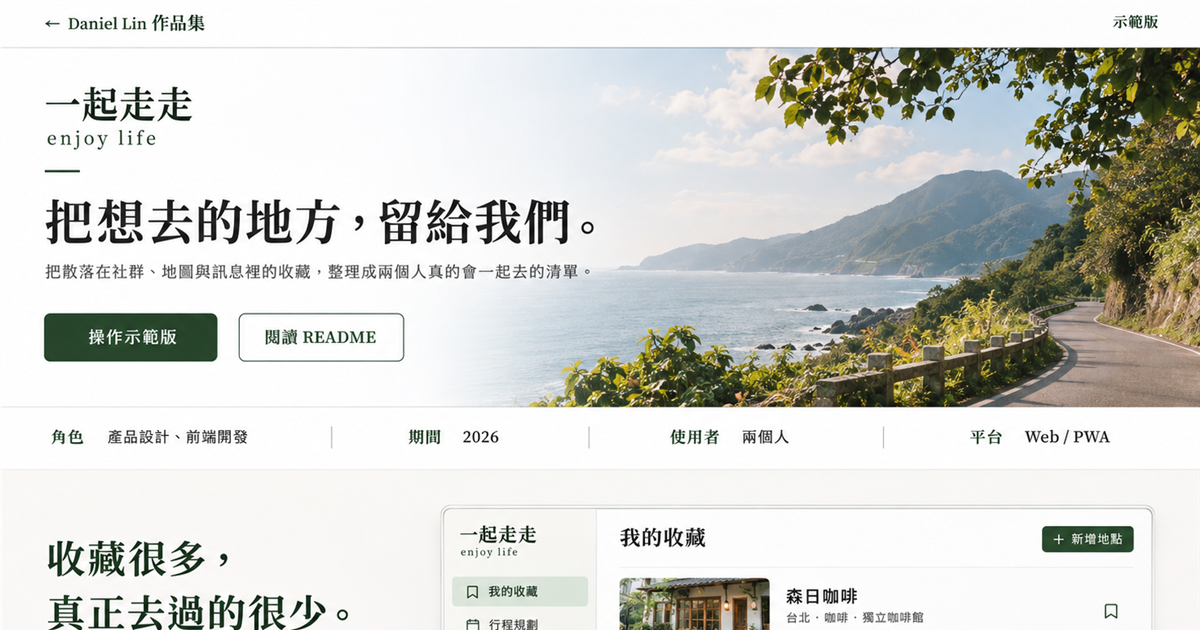 ← Daniel Lin 作品集
示範版
一起走走
enjoy life
把想去的地方，留給我們。
把散落在社群、地圖與訊息裡的收藏，整理成兩個人真的會一起去的清單。
操作示範版
閱讀 README
角色 產品設計、前端開發
期間 2026
使用者 兩個人
平台 Web / PWA
收藏很多，
真正去過的很少。
一起走走
enjoy life
我的收藏
行程規劃
我的收藏
+ 新增地點
森日咖啡
台北 · 咖啡 · 獨立咖啡館